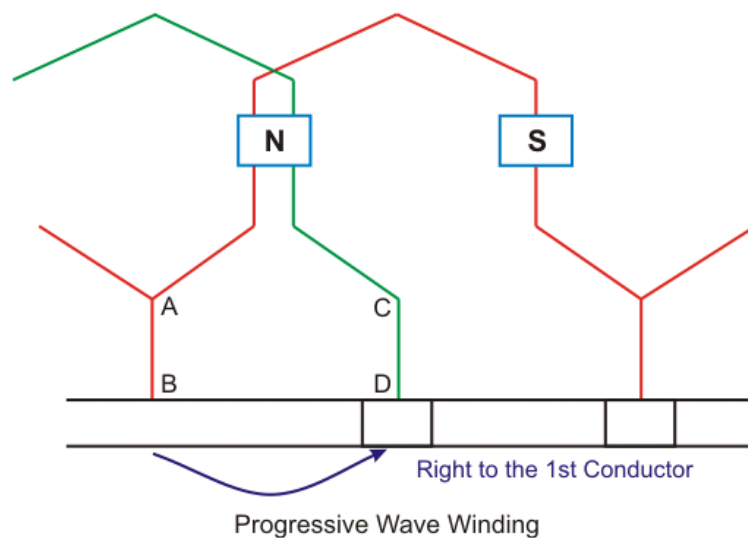 N S
A C
B D
Right to the 1st Conductor
Progressive Wave Winding